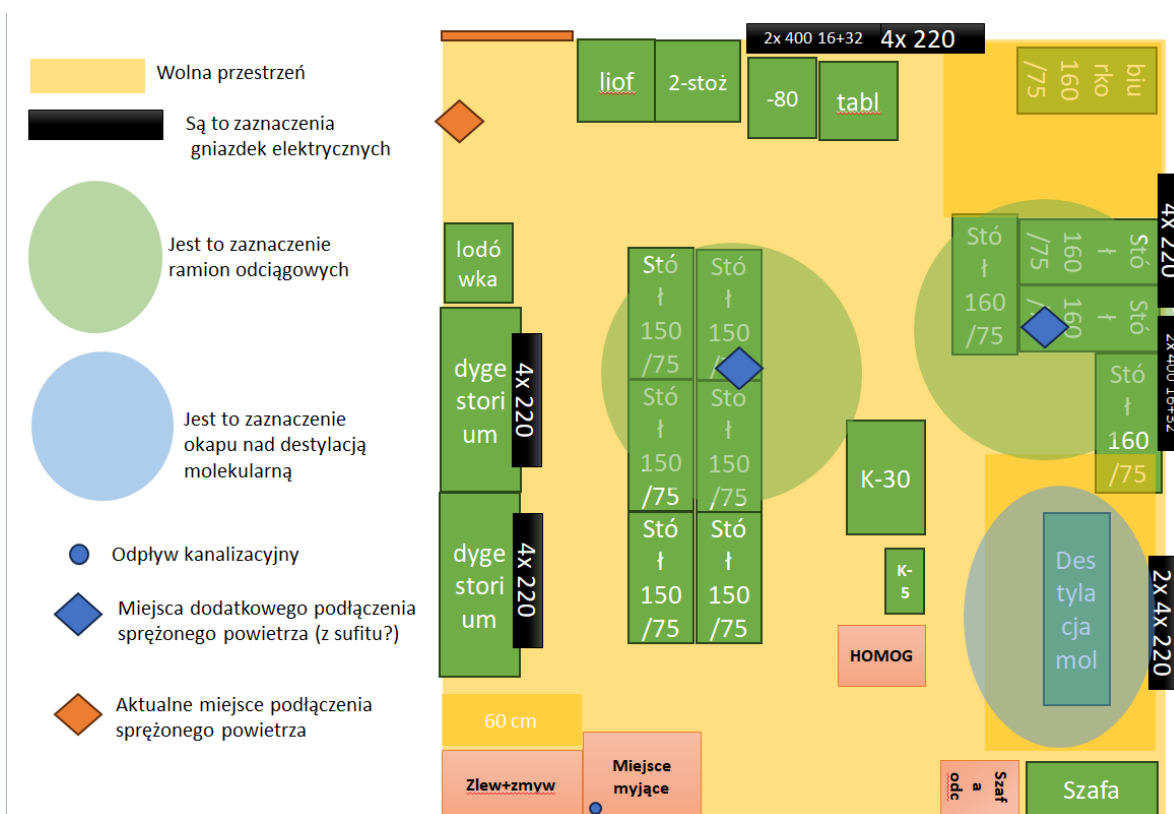 Wolna przestrzeń
Są to zaznaczenia
gniazdek elektrycznych
Jest to zaznaczenie
ramion odciągowych
Jest to zaznaczenie
okapu nad destylacją
molekularną
Odpływ kanalizacyjny
Miejsca dodatkowego podłączenia
sprężonego powietrza (z sufitu?)
Aktualne miejsce podłączenia
sprężonego powietrza
2x 400 16+32
4x 220
liof
2-stoż
-80
tabl
biu
rko
160
/75
lodó
wka
dyge
stori
um
4x 220
dyge
stori
um
4x 220
Stó
ł
150
/75
Stó
ł
150
/75
Stó
ł
150
/75
Stó
ł
150
/75
Stó
ł
150
/75
Stó
ł
150
/75
Stó
ł
160
/75
Stó
ł
160
/75
Stó
ł
160
Stó
ł
160
/75
4x 220
2x 400 16+32
K-30
K-
5
HOMOG
Des
tyla
cja
mol
2x 4x 220
60 cm
Zlew+zmyw
Miejsce
myjące
Szaf
a
odc
Szafa